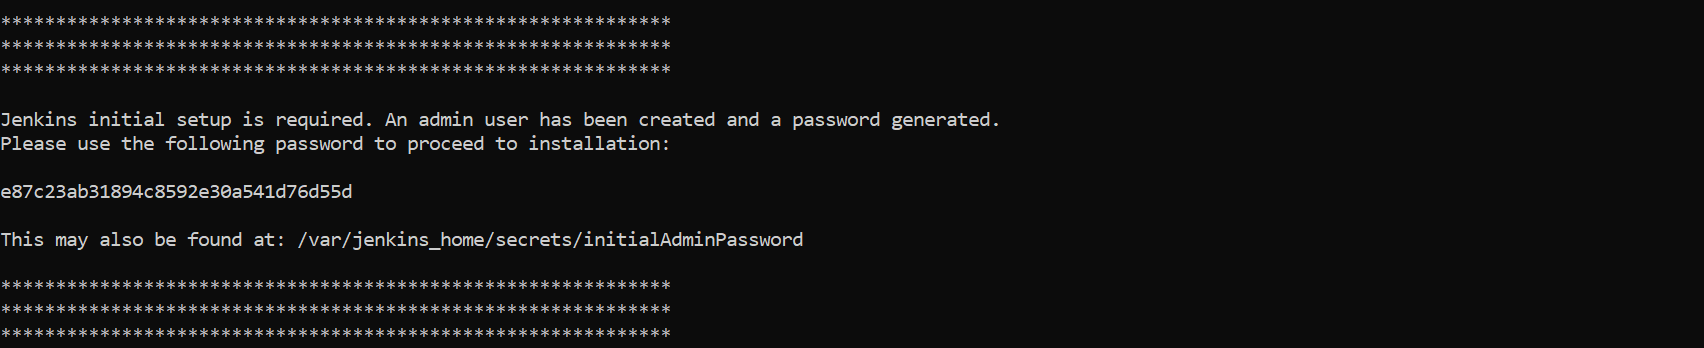 *************************************************************
*************************************************************
*************************************************************
Jenkins initial setup is required. An admin user has been created and a password generated.
Please use the following password to proceed to installation:
e87c23ab31894c8592e30a541d76d55d
This may also be found at: /var/jenkins_home/secrets/initialAdminPassword
*************************************************************
*************************************************************
*************************************************************